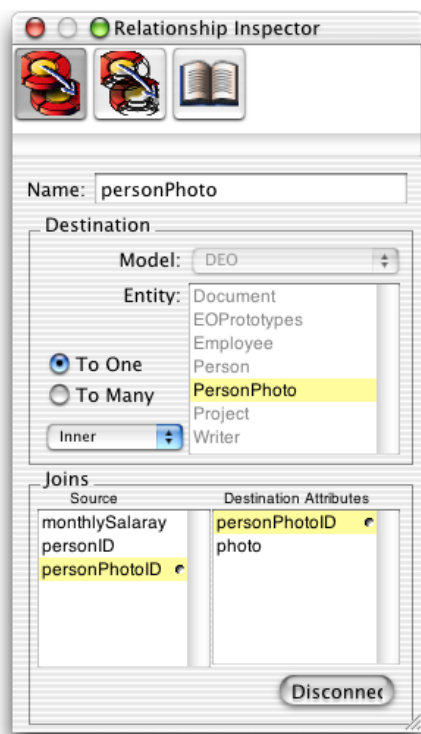 Relationship Inspector
Name: personPhoto
Destination
Model: DEO
Entity: Document
EOPrototypes
Employee
Person
PersonPhoto
Project
Writer
To One
To Many
Inner
Joins
Source Destination Attributes
monthlySalaray personPhotoID
personID photo
personPhotoID
Disconnec